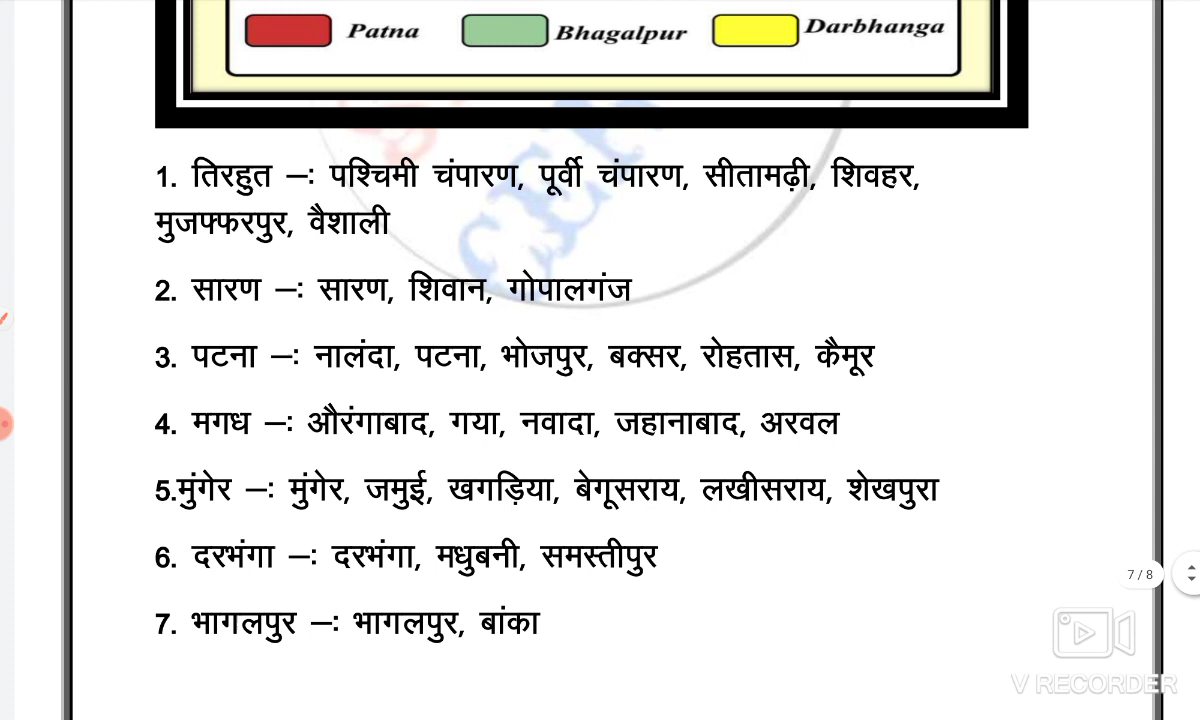 Patna Bhagalpur Darbhanga
1. तिरहुत –: पश्चिमी चंपारण, पूर्वी चंपारण, सीतामढ़ी, शिवहर,
मुजफ्फरपुर, वैशाली
2. सारण –: सारण, शिवान, गोपालगंज
3. पटना –: नालंदा, पटना, भोजपुर, बक्सर, रोहतास, कैमूर
4. मगध –: औरंगाबाद, गया, नवादा, जहानाबाद, अरवल
5.मुंगेर –: मुंगेर, जमुई, खगड़िया, बेगूसराय, लखीसराय, शेखपुरा
6. दरभंगा –: दरभंगा, मधुबनी, समस्तीपुर
7 / 8
7. भागलपुर –: भागलपुर, बांका
V RECORDER